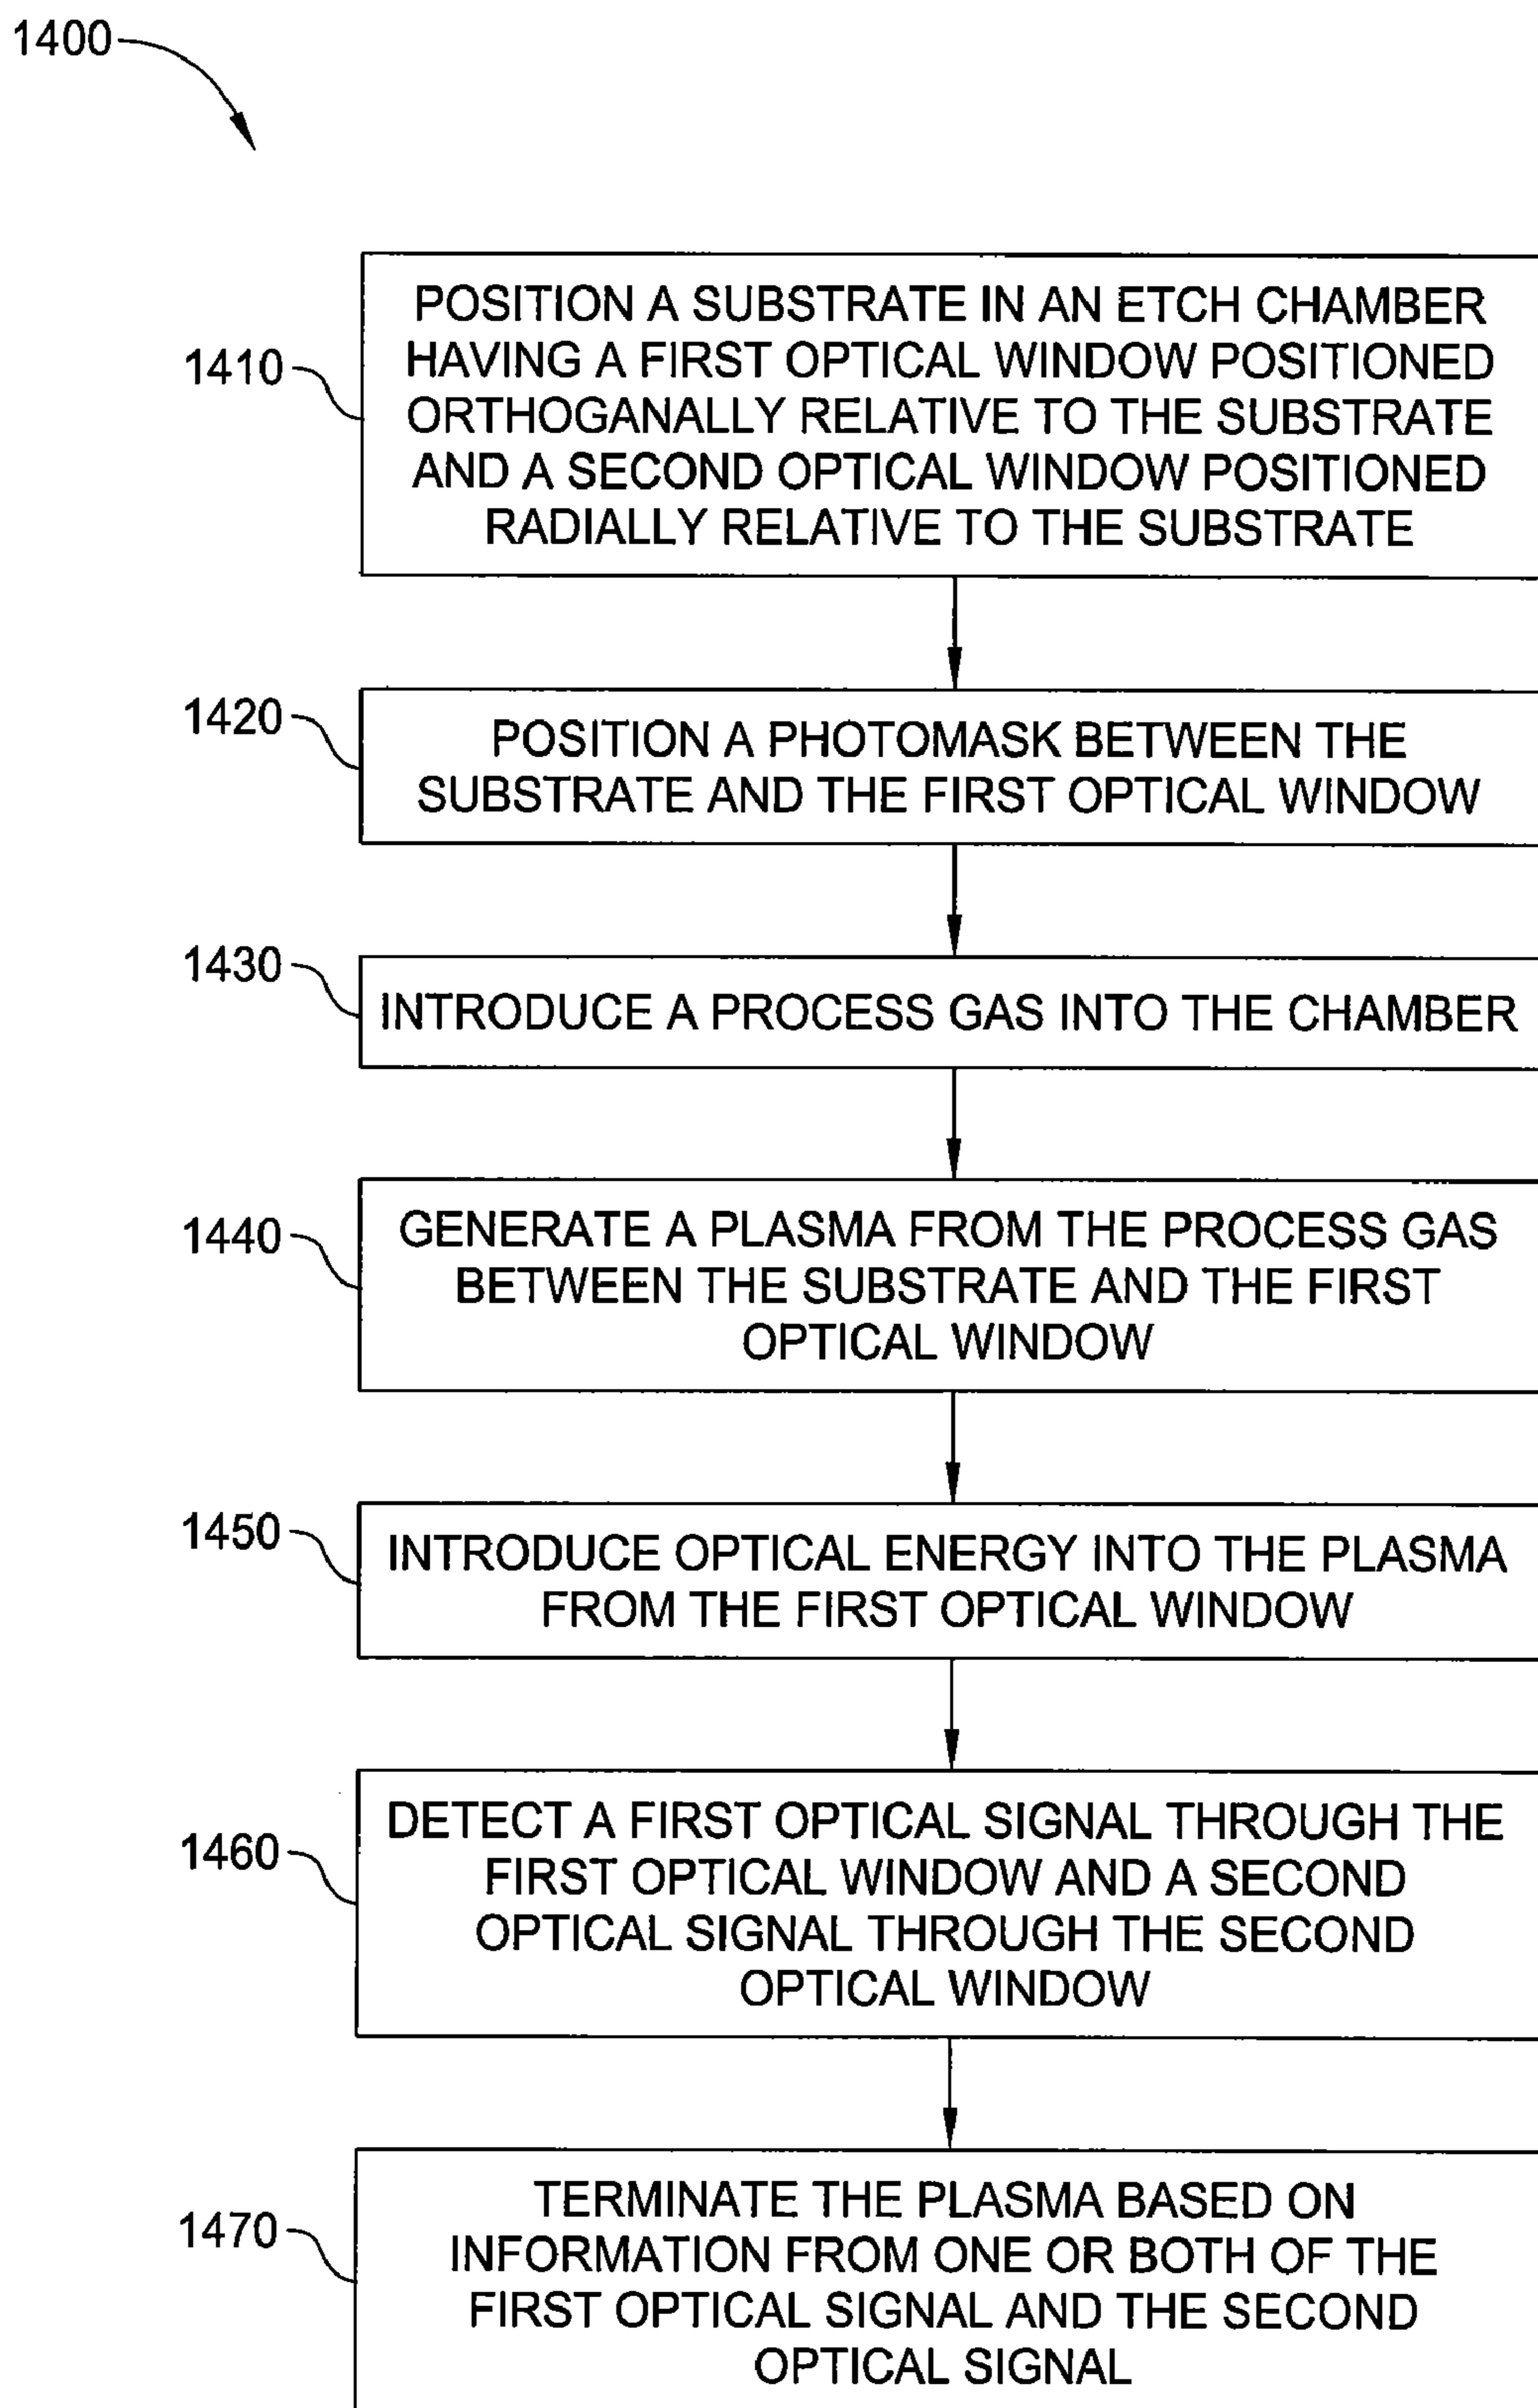 1400
1410
POSITION A SUBSTRATE IN AN ETCH CHAMBER
HAVING A FIRST OPTICAL WINDOW POSITIONED
ORTHOGANALLY RELATIVE TO THE SUBSTRATE
AND A SECOND OPTICAL WINDOW POSITIONED
RADIALLY RELATIVE TO THE SUBSTRATE
1420
POSITION A PHOTOMASK BETWEEN THE
SUBSTRATE AND THE FIRST OPTICAL WINDOW
1430
INTRODUCE A PROCESS GAS INTO THE CHAMBER
1440
GENERATE A PLASMA FROM THE PROCESS GAS
BETWEEN THE SUBSTRATE AND THE FIRST
OPTICAL WINDOW
1450
INTRODUCE OPTICAL ENERGY INTO THE PLASMA
FROM THE FIRST OPTICAL WINDOW
1460
DETECT A FIRST OPTICAL SIGNAL THROUGH THE
FIRST OPTICAL WINDOW AND A SECOND
OPTICAL SIGNAL THROUGH THE SECOND
OPTICAL WINDOW
1470
TERMINATE THE PLASMA BASED ON
INFORMATION FROM ONE OR BOTH OF THE
FIRST OPTICAL SIGNAL AND THE SECOND
OPTICAL SIGNAL